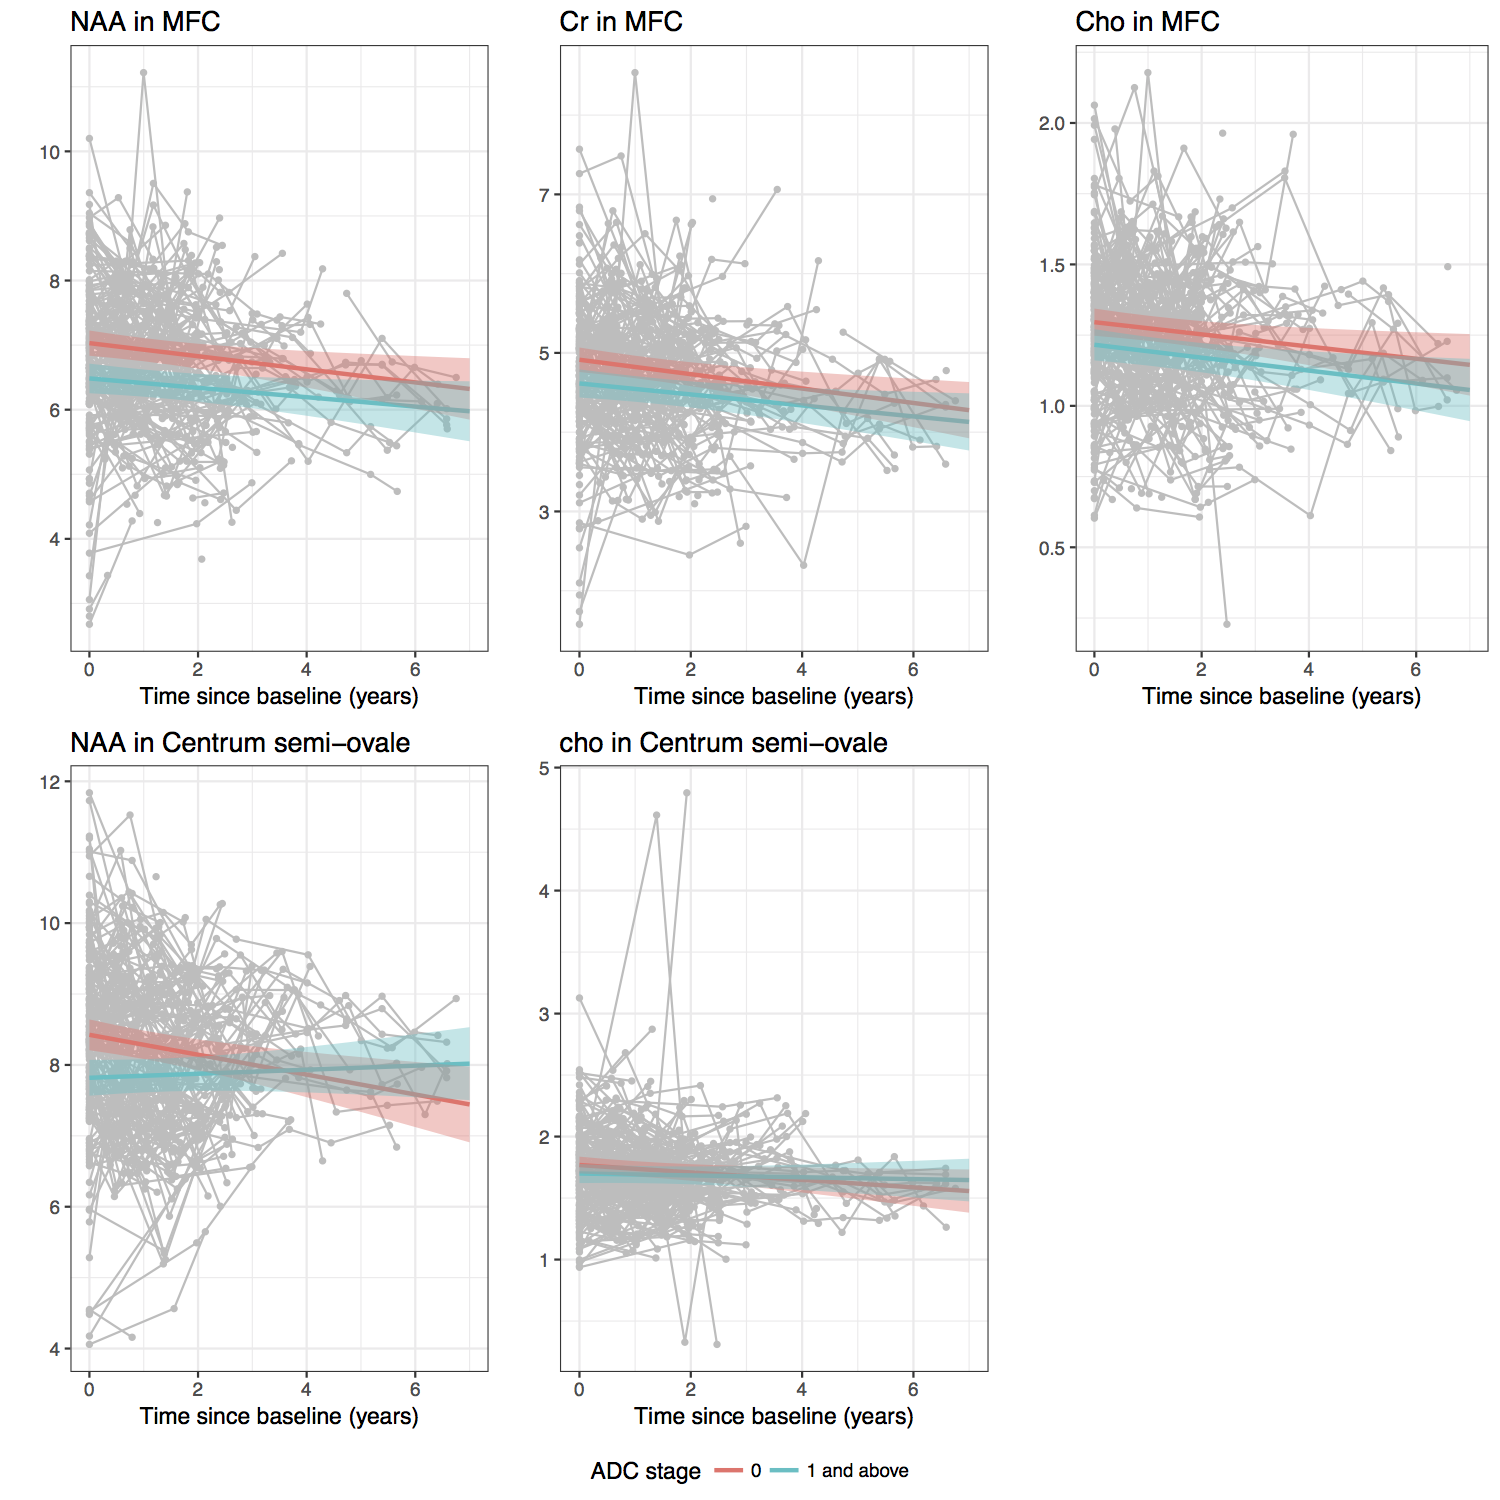 NAA in MFC
Cr in MFC
Cho in MFC
10
8
6
4
0 2 4 6
Time since baseline (years)
7
5
3
0 2 4 6
Time since baseline (years)
2.0
1.5
1.0
0.5
0 2 4 6
Time since baseline (years)
NAA in Centrum semi−ovale
cho in Centrum semi−ovale
12
10
8
6
4
0 2 4 6
Time since baseline (years)
5
4
3
2
1
0 2 4 6
Time since baseline (years)
ADC stage 0 1 and above